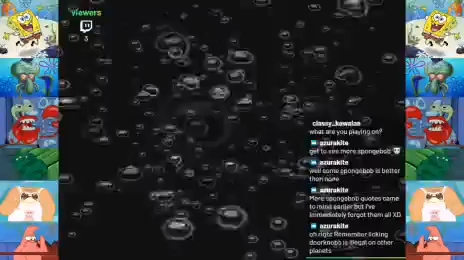 viewers
3
classy_kawaiian
what are you playing on?
azurakite
get to see more spongebob
azurakite
well some spongebob is better
then none
azurakite
More spongebob quotes came
to mind earlier but I've
immediately forgot them all XD
azurakite
oh right Remember licking
doorknobs is illegal on other
planets